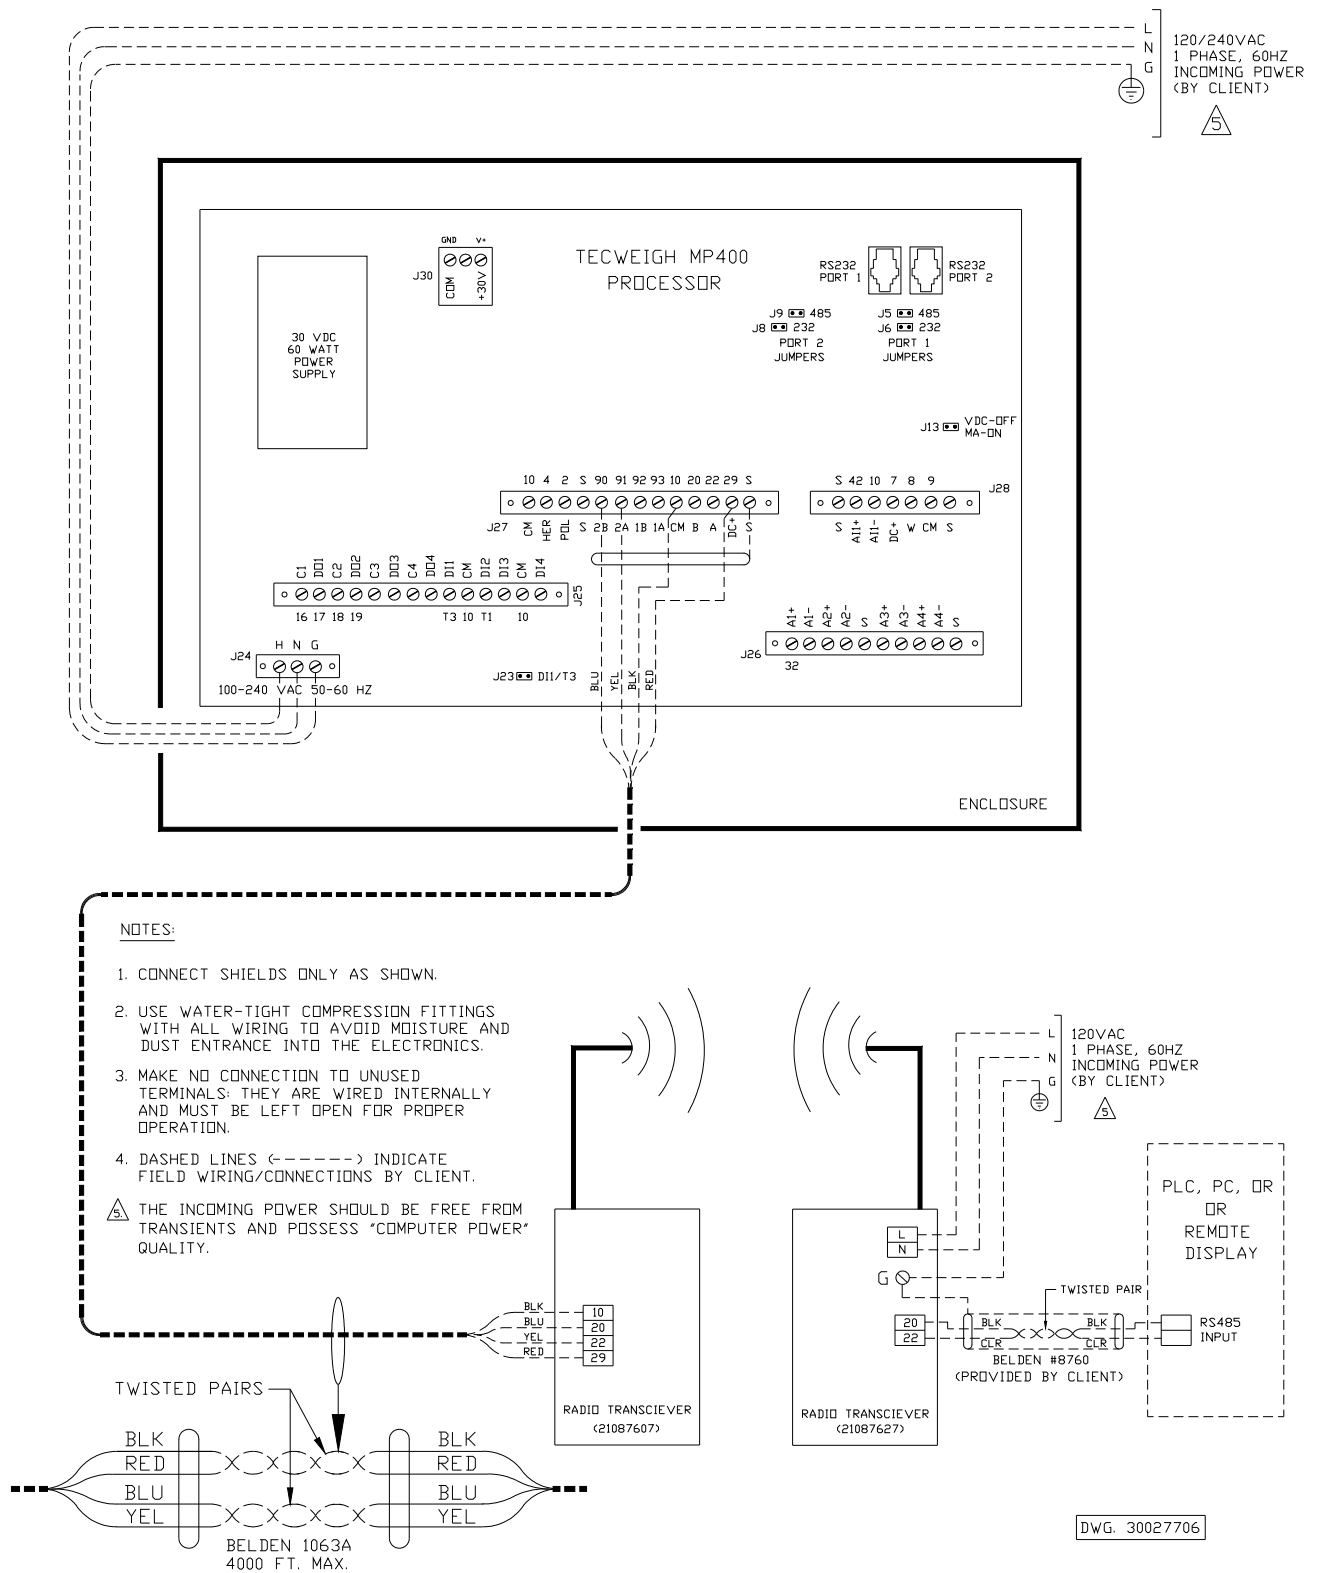 L
N
G
120/240VAC
1 PHASE, 60HZ
INCOMING POWER
(BY CLIENT)
5
GND V+
J30
COM
+30V
TECWEIGH MP400
PROCESSOR
RS232
PORT 1
RS232
PORT 2
J9 485
J8 232
PORT 2
JUMPERS
J5 485
J6 232
PORT 1
JUMPERS
30 VDC
60 WATT
POWER
SUPPLY
J13 VDC-OFF
MA-ON
10 4 2 S 90 91 92 93 10 20 22 29 S
J27
CM HER POL S 2B 2A 1B 1A CM B A DC+ S
S 42 10 7 8 9
J28
S AI1+ AI1- DC+ W CM S
C1 DO1 C2 DO2 C3 DO3 C4 DO4 DI1 CM DI2 DI3 CM DI4
J25
16 17 18 19 T3 10 T1 10
A1+ A1- A2+ A2- S A3+ A3- A4+ A4- S
J26
32
H N G
J24
100-240 VAC 50-60 HZ
J23 DI1/T3
BLU
YEL
BLK
RED
ENCLOSURE
NOTES:
1. CONNECT SHIELDS ONLY AS SHOWN.
2. USE WATER-TIGHT COMPRESSION FITTINGS
WITH ALL WIRING TO AVOID MOISTURE AND
DUST ENTRANCE INTO THE ELECTRONICS.
3. MAKE NO CONNECTION TO UNUSED
TERMINALS: THEY ARE WIRED INTERNALLY
AND MUST BE LEFT OPEN FOR PROPER
OPERATION.
4. DASHED LINES (------) INDICATE
FIELD WIRING/CONNECTIONS BY CLIENT.
5. THE INCOMING POWER SHOULD BE FREE FROM
TRANSIENTS AND POSSESS "COMPUTER POWER"
QUALITY.
L
N
G
120VAC
1 PHASE, 60HZ
INCOMING POWER
(BY CLIENT)
5
PLC, PC, OR
OR
REMOTE
DISPLAY
L
N
G
TWISTED PAIR
BLK 10
BLU 20
YEL 22
RED 29
20 BLK BLK
22 CLR CLR
RS485
INPUT
BELDEN #8760
(PROVIDED BY CLIENT)
RADIO TRANSCIEVER
(21087607)
RADIO TRANSCIEVER
(21087627)
TWISTED PAIRS
BLK BLK
RED RED
BLU BLU
YEL YEL
BELDEN 1063A
4000 FT. MAX.
DWG. 30027706